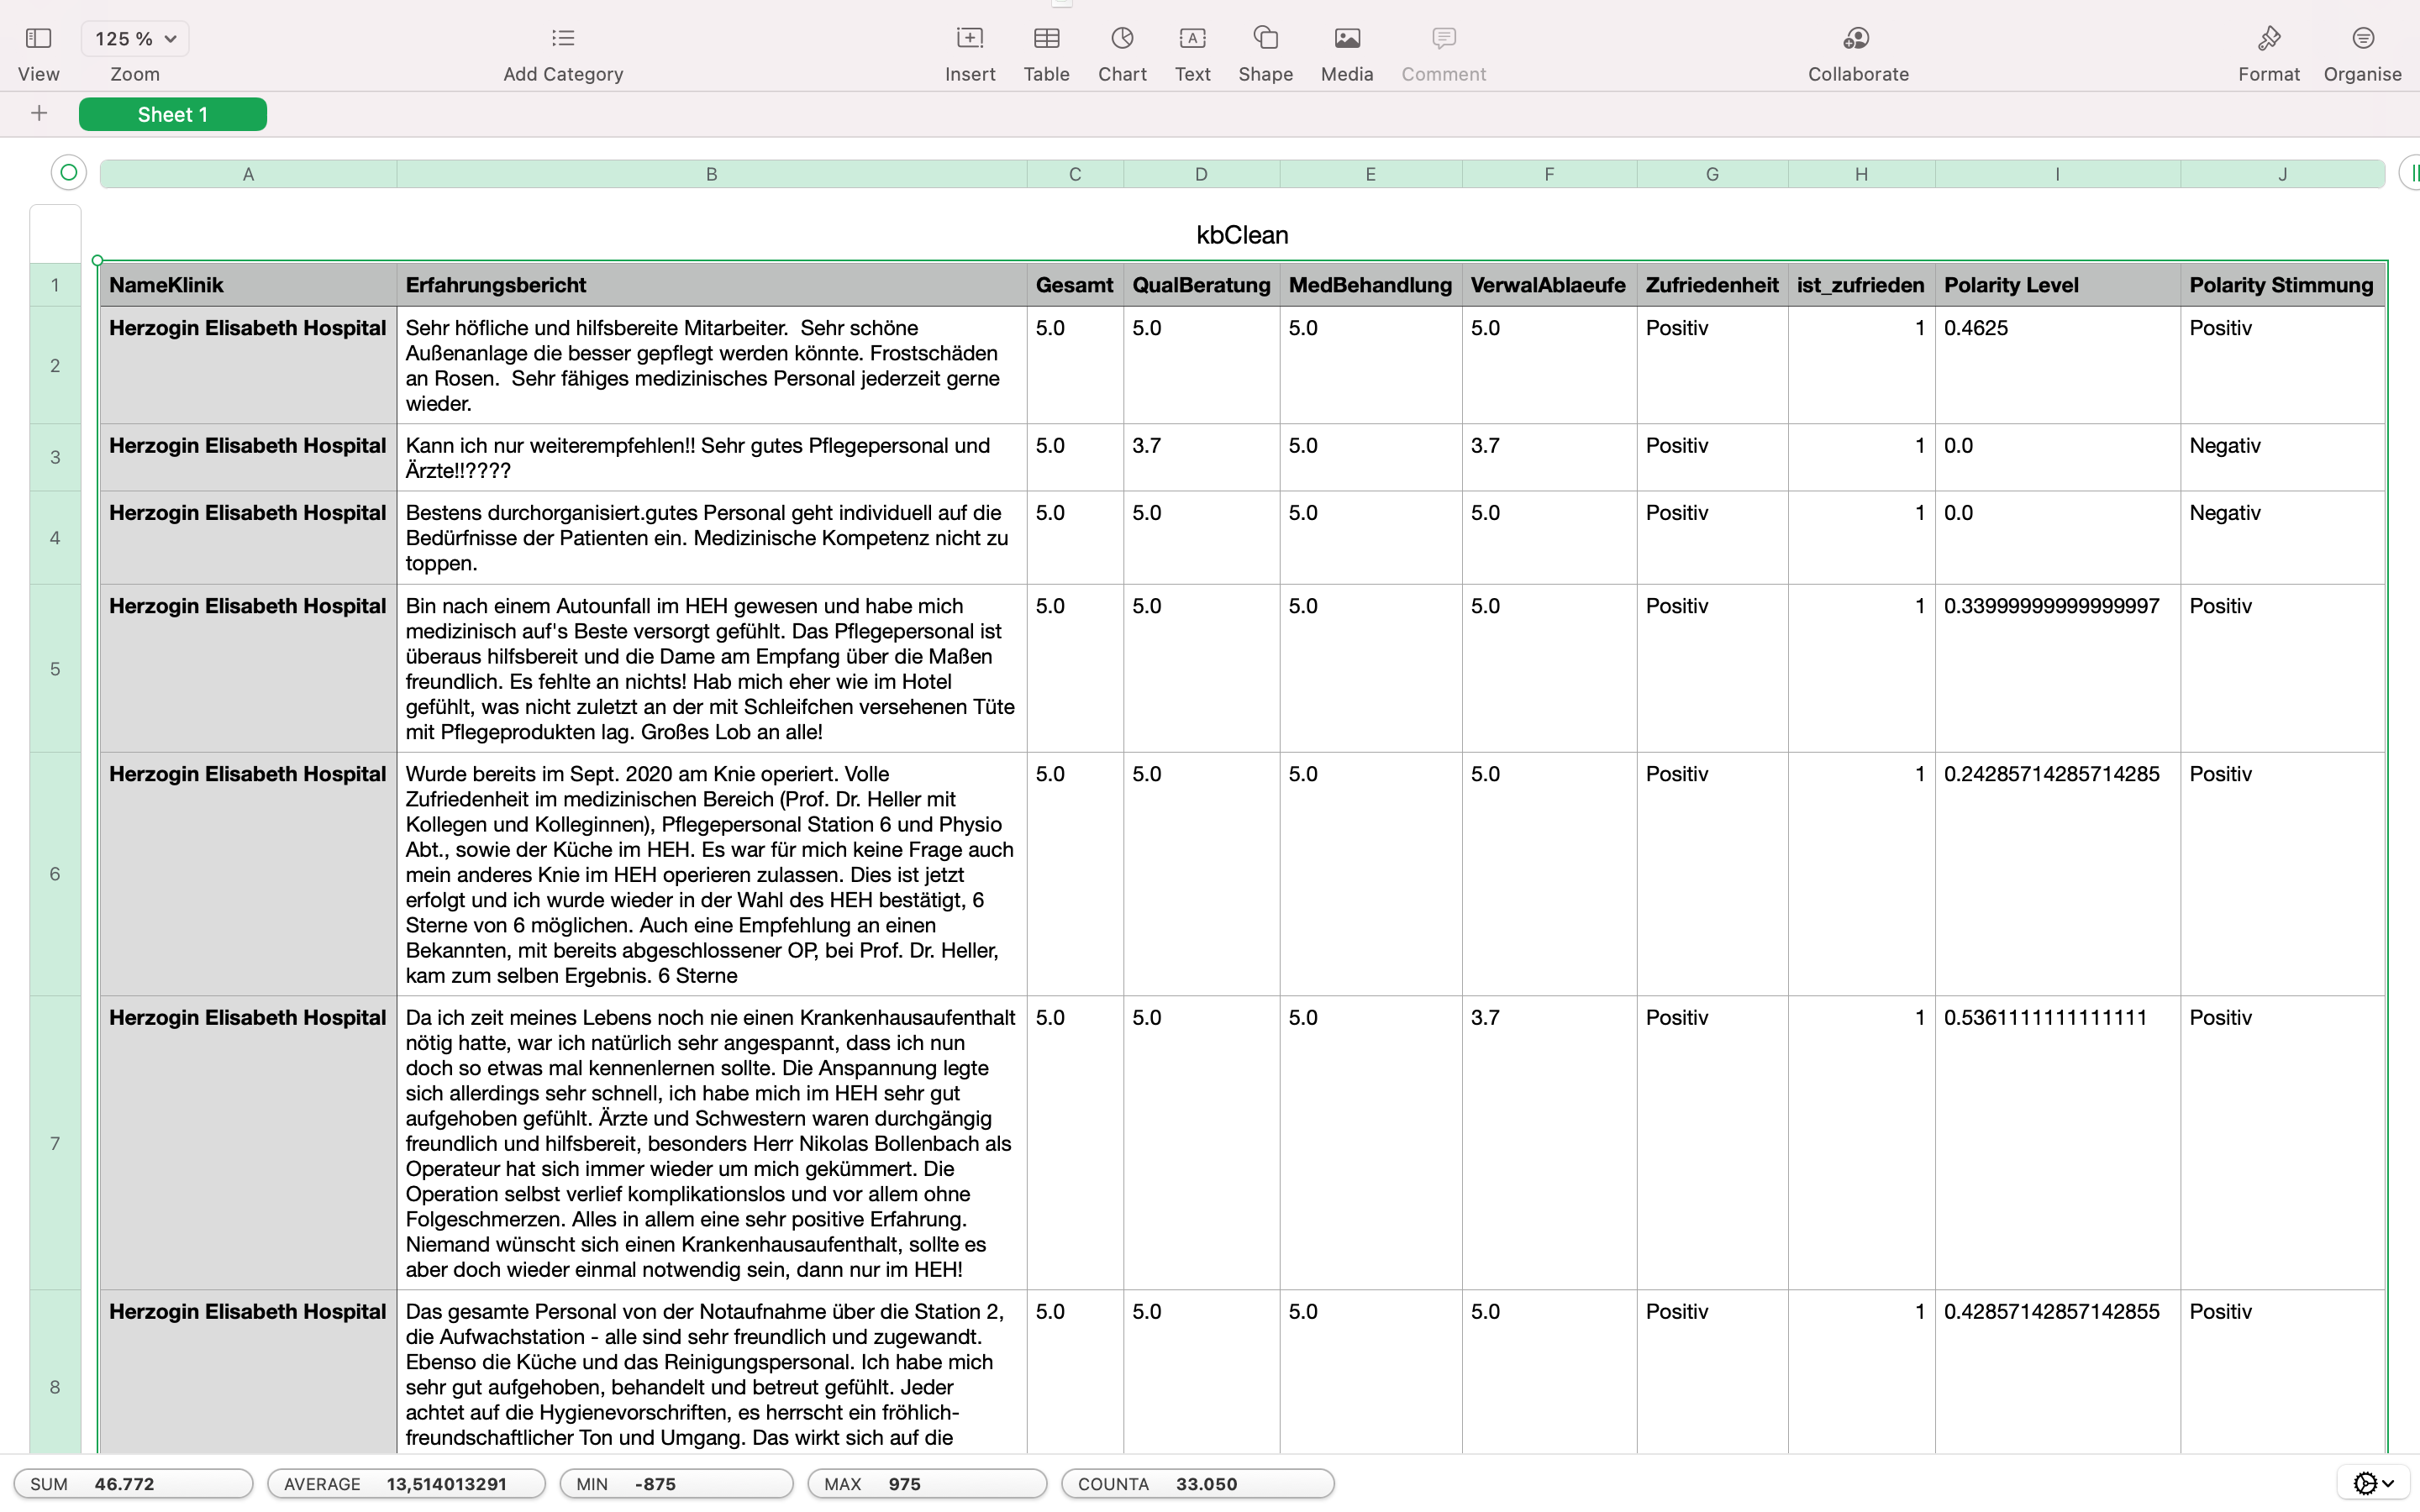 125 %
View
Zoom
Add Category
Insert
Table
Chart
Text
Shape
Media
Comment
Collaborate
Format
Organise
+
Sheet 1
A B C D E F G H I J
kbClean
1 NameKlinik Erfahrungsbericht Gesamt QualBeratung MedBehandlung VerwalAblaeufe Zufriedenheit ist_zufrieden Polarity Level Polarity Stimmung
2
Herzogin Elisabeth Hospital
Sehr höfliche und hilfsbereite Mitarbeiter.  Sehr schöne
Außenanlage die besser gepflegt werden könnte. Frostschäden
an Rosen.  Sehr fähiges medizinisches Personal jederzeit gerne
wieder.
5.0 5.0 5.0 5.0 Positiv 1 0.4625 Positiv
3
Herzogin Elisabeth Hospital
Kann ich nur weiterempfehlen!! Sehr gutes Pflegepersonal und
Ärzte!!????
5.0 3.7 5.0 3.7 Positiv 1 0.0 Negativ
4
Herzogin Elisabeth Hospital
Bestens durchorganisiert.gutes Personal geht individuell auf die
Bedürfnisse der Patienten ein. Medizinische Kompetenz nicht zu
toppen.
5.0 5.0 5.0 5.0 Positiv 1 0.0 Negativ
5
Herzogin Elisabeth Hospital
Bin nach einem Autounfall im HEH gewesen und habe mich
medizinisch auf's Beste versorgt gefühlt. Das Pflegepersonal ist
überaus hilfsbereit und die Dame am Empfang über die Maßen
freundlich. Es fehlte an nichts! Hab mich eher wie im Hotel
gefühlt, was nicht zuletzt an der mit Schleifchen versehenen Tüte
mit Pflegeprodukten lag. Großes Lob an alle!
5.0 5.0 5.0 5.0 Positiv 1 0.33999999999999997 Positiv
6
Herzogin Elisabeth Hospital
Wurde bereits im Sept. 2020 am Knie operiert. Volle
Zufriedenheit im medizinischen Bereich (Prof. Dr. Heller mit
Kollegen und Kolleginnen), Pflegepersonal Station 6 und Physio
Abt., sowie der Küche im HEH. Es war für mich keine Frage auch
mein anderes Knie im HEH operieren zulassen. Dies ist jetzt
erfolgt und ich wurde wieder in der Wahl des HEH bestätigt, 6
Sterne von 6 möglichen. Auch eine Empfehlung an einen
Bekannten, mit bereits abgeschlossener OP, bei Prof. Dr. Heller,
kam zum selben Ergebnis. 6 Sterne
5.0 5.0 5.0 5.0 Positiv 1 0.24285714285714285 Positiv
7
Herzogin Elisabeth Hospital
Da ich zeit meines Lebens noch nie einen Krankenhausaufenthalt
nötig hatte, war ich natürlich sehr angespannt, dass ich nun
doch so etwas mal kennenlernen sollte. Die Anspannung legte
sich allerdings sehr schnell, ich habe mich im HEH sehr gut
aufgehoben gefühlt. Ärzte und Schwestern waren durchgängig
freundlich und hilfsbereit, besonders Herr Nikolas Bollenbach als
Operateur hat sich immer wieder um mich gekümmert. Die
Operation selbst verlief komplikationslos und vor allem ohne
Folgeschmerzen. Alles in allem eine sehr positive Erfahrung.
Niemand wünscht sich einen Krankenhausaufenthalt, sollte es
aber doch wieder einmal notwendig sein, dann nur im HEH!
5.0 5.0 5.0 3.7 Positiv 1 0.5361111111111111 Positiv
8
Herzogin Elisabeth Hospital
Das gesamte Personal von der Notaufnahme über die Station 2,
die Aufwachstation - alle sind sehr freundlich und zugewandt.
Ebenso die Küche und das Reinigungspersonal. Ich habe mich
sehr gut aufgehoben, behandelt und betreut gefühlt. Jeder
achtet auf die Hygienevorschriften, es herrscht ein fröhlich-
freundschaftlicher Ton und Umgang. Das wirkt sich auf die
5.0 5.0 5.0 5.0 Positiv 1 0.42857142857142855 Positiv
SUM 46.772
AVERAGE 13,514013291
MIN -875
MAX 975
COUNTA 33.050